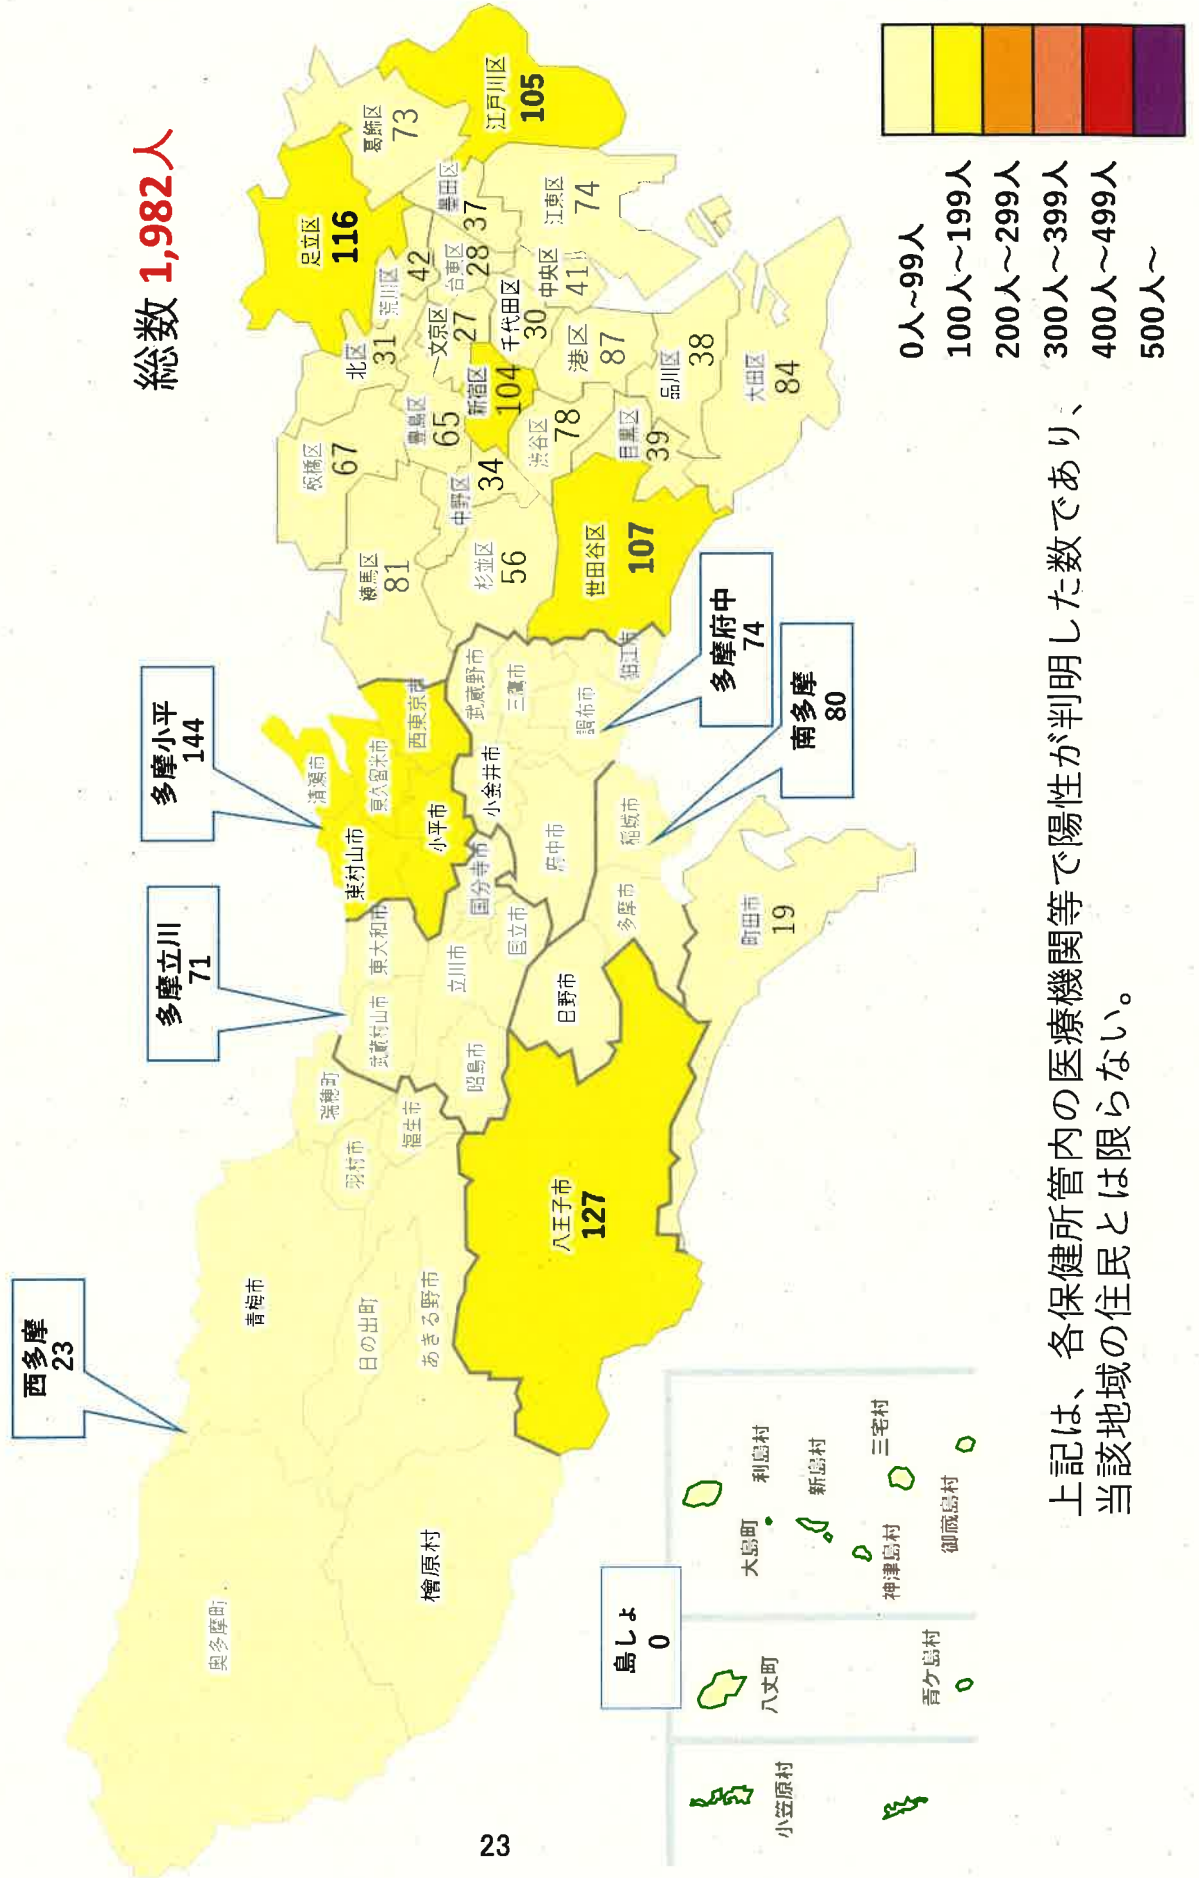 総数 1,982人
西多摩
23
多摩立川
71
多摩小平
144
多摩府中
74
南多摩
80
島しょ
0
奥多摩町
檜原村
青梅市
日の出町
あきる野市
羽村市
瑞穂町
福生市
武蔵村山市
東大和市
昭島市
立川市
国立市
国分寺市
東村山市
清瀬市
東久留米市
小平市
西東京市
武蔵野市
三鷹市
小金井市
調布市
狛江市
府中市
八王子市
127
日野市
多摩市
稲城市
町田市
19
練馬区
81
板橋区
67
北区
31
足立区
116
葛飾区
73
江戸川区
105
荒川区
42
豊島区
65
文京区
27
台東区
28
墨田区
37
杉並区
56
中野区
34
新宿区
104
千代田区
30
中央区
41
江東区
74
世田谷区
107
渋谷区
78
港区
87
目黒区
39
品川区
38
大田区
84
小笠原村
八丈町
青ケ島村
大島町
利島村
新島村
神津島村
三宅村
御蔵島村
0人~99人
100人~199人
200人~299人
300人~399人
400人~499人
500人~
上記は、各保健所管内の医療機関等で陽性が判明した数であり、
当該地域の住民とは限らない。
23